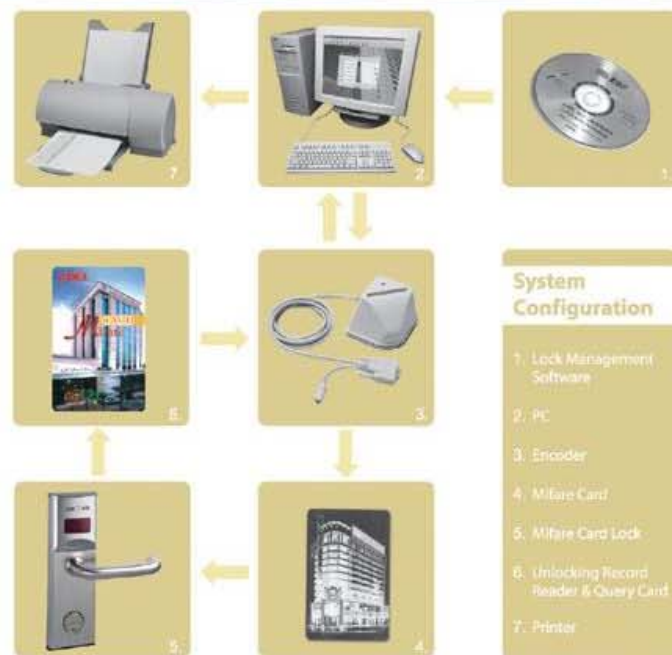 7.
2.
1.
System
Configuration
6.
3.
1. Lock Management
Software
2. PC
3. Encoder
4. Mifare Card
5. Mifare Card Lock
6. Unlocking Record
Reader & Query Card
7. Printer
5.
4.